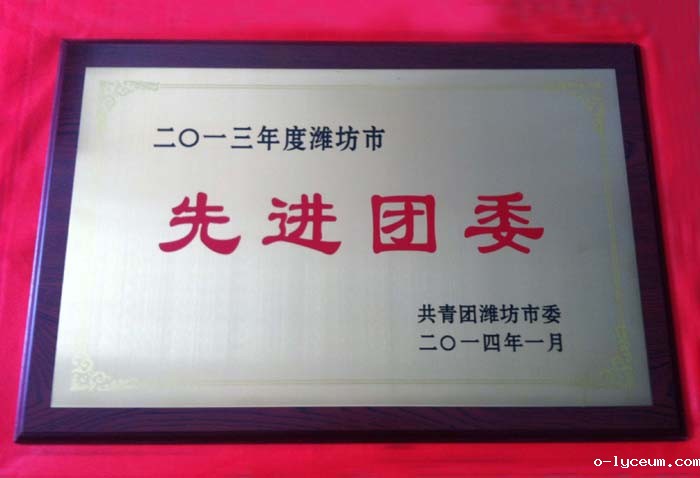 二〇一三年度潍坊市
先进团委
共青团潍坊市委
二〇一四年一月
o-lyceum.com